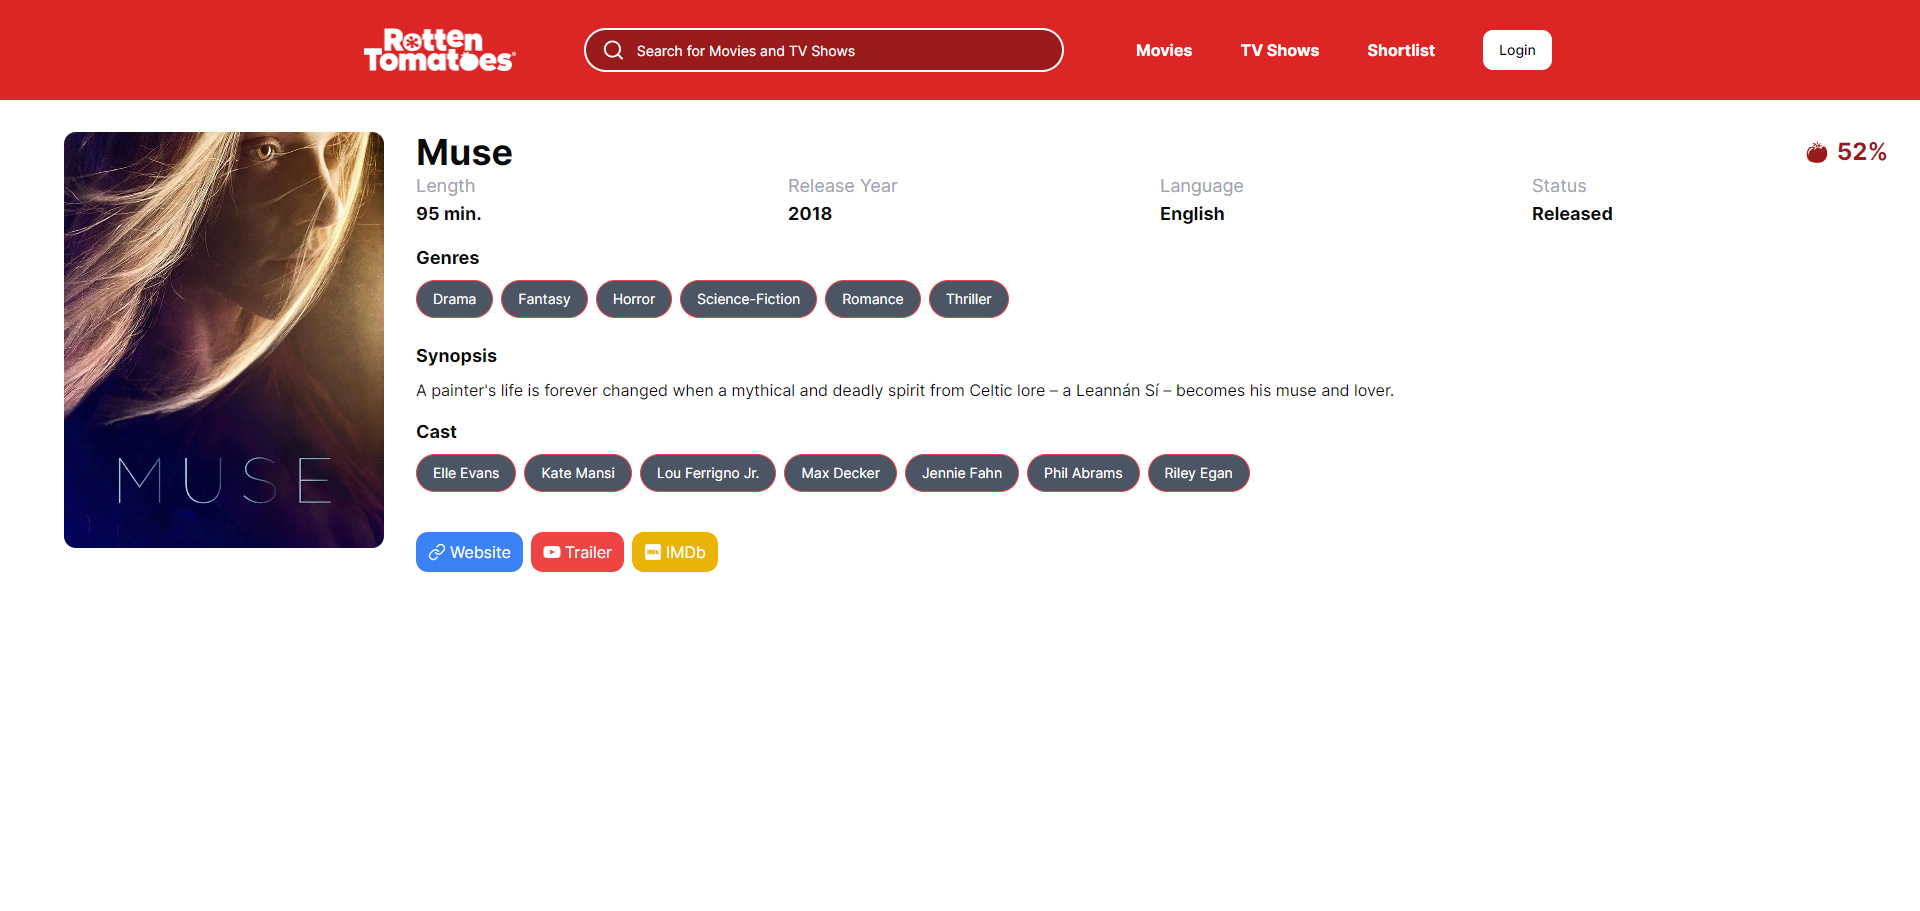 Rotten
Tomatoes
Search for Movies and TV Shows
Movies
TV Shows
Shortlist
Login
Muse
52%
Length
Release Year
Language
Status
95 min.
2018
English
Released
Genres
Drama
Fantasy
Horror
Science-Fiction
Romance
Thriller
Synopsis
A painter's life is forever changed when a mythical and deadly spirit from Celtic lore – a Leannán Sí – becomes his muse and lover.
Cast
Elle Evans
Kate Mansi
Lou Ferrigno Jr.
Max Decker
Jennie Fahn
Phil Abrams
Riley Egan
MUSE
Website
Trailer
IMDb
IMDb